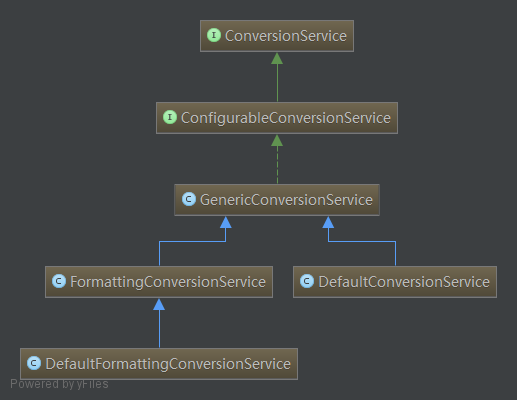 I ConversionService
I ConfigurableConversionService
C GenericConversionService
C FormattingConversionService
C DefaultConversionService
C DefaultFormattingConversionService
Powered by yFiles